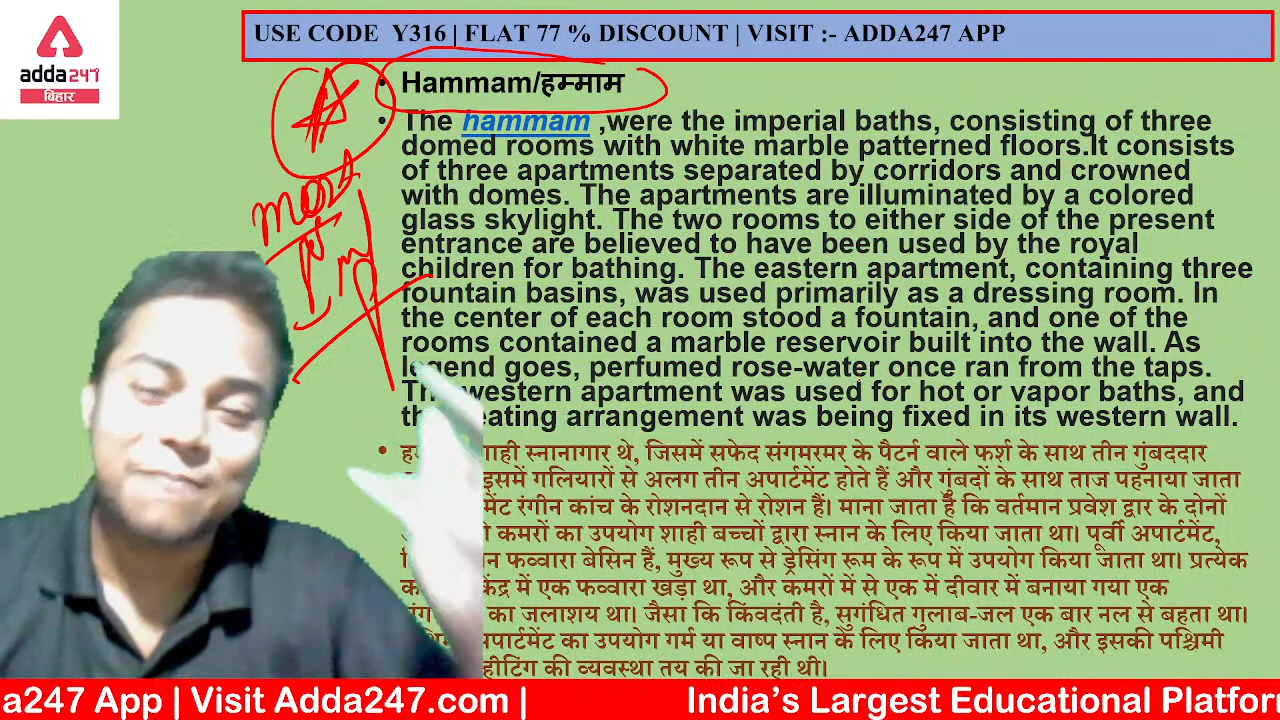 USE CODE Y316 | FLAT 77 % DISCOUNT | VISIT :- ADDA247 APP
adda247
बिहार
• Hammam/हम्माम
• The hammam ,were the imperial baths, consisting of three
domed rooms with white marble patterned floors.It consists
of three apartments separated by corridors and crowned
with domes. The apartments are illuminated by a colored
glass skylight. The two rooms to either side of the present
entrance are believed to have been used by the royal
children for bathing. The eastern apartment, containing three
fountain basins, was used primarily as a dressing room. In
the center of each room stood a fountain, and one of the
rooms contained a marble reservoir built into the wall. As
legend goes, perfumed rose-water once ran from the taps.
The western apartment was used for hot or vapor baths, and
eating arrangement was being fixed in its western wall.
• स्नानागार थे, जिसमें सफेद संगमरमर के पैटर्न वाले फर्श के साथ तीन गुंबददार
इसमें गलियारों से अलग तीन अपार्टमेंट होते हैं और गुंबदों के साथ ताज पहनाया जाता
रंगीन कांच के रोशनदान से रोशन हैं। माना जाता है कि वर्तमान प्रवेश द्वार के दोनों
कमरों का उपयोग शाही बच्चों द्वारा स्नान के लिए किया जाता था। पूर्वी अपार्टमेंट,
फव्वारा बेसिन हैं, मुख्य रूप से ड्रेसिंग रूम के रूप में उपयोग किया जाता था। प्रत्येक
केंद्र में एक फव्वारा खड़ा था, और कमरों में से एक में दीवार में बनाया गया एक
का जलाशय था। जैसा कि किंवदंती है, सुगंधित गुलाब-जल एक बार नल से बहता था।
अपार्टमेंट का उपयोग गर्म या वाष्प स्नान के लिए किया जाता था, और इसकी पश्चिमी
हीटिंग की व्यवस्था तय की जा रही थी।
a247 App | Visit Adda247.com | India's Largest Educational Platfor